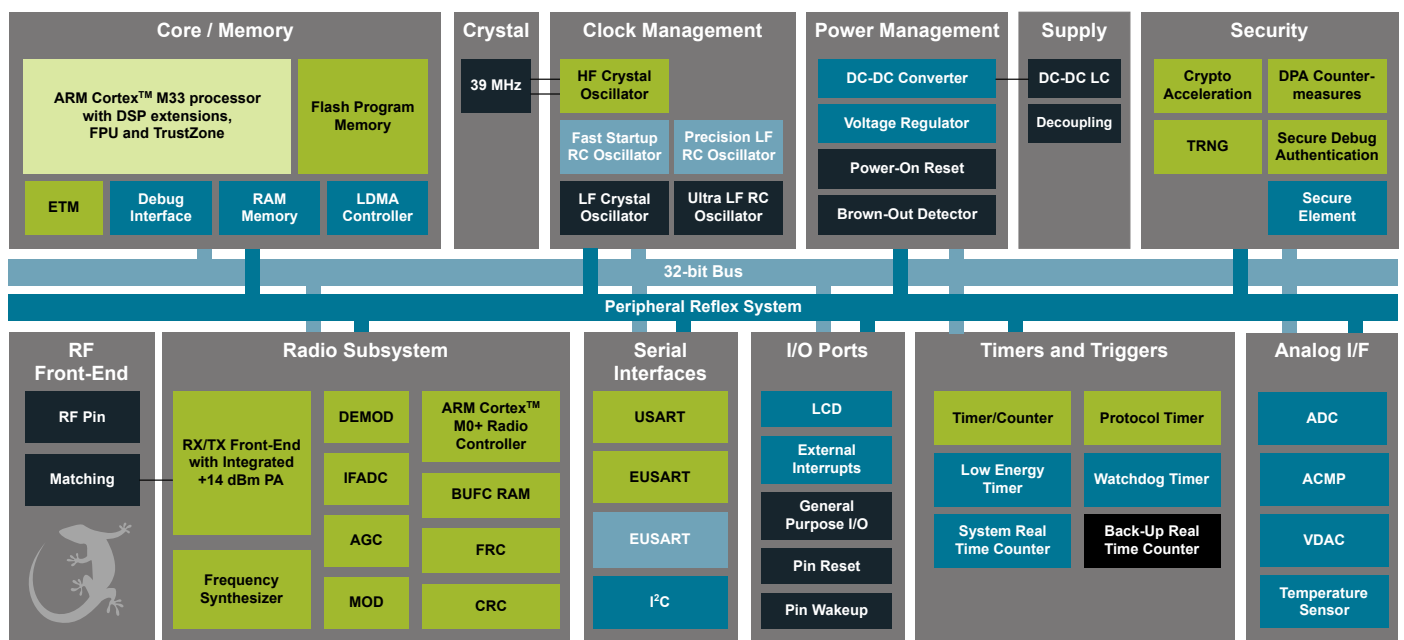 Core / Memory
ARM Cortex™ M33 processor
with DSP extensions,
FPU and TrustZone
Flash Program
Memory
ETM
Debug
Interface
RAM
Memory
LDMA
Controller
Crystal
39 MHz
Clock Management
HF Crystal
Oscillator
Fast Startup
RC Oscillator
Precision LF
RC Oscillator
LF Crystal
Oscillator
Ultra LF RC
Oscillator
Power Management
DC-DC Converter
Voltage Regulator
Power-On Reset
Brown-Out Detector
Supply
DC-DC LC
Decoupling
Security
Crypto
Acceleration
DPA Counter-
measures
TRNG
Secure Debug
Authentication
Secure
Element
32-bit Bus
Peripheral Reflex System
RF
Front-End
RF Pin
Matching
Radio Subsystem
RX/TX Front-End
with Integrated
+14 dBm PA
Frequency
Synthesizer
DEMOD
IFADC
AGC
MOD
ARM Cortex™
M0+ Radio
Controller
BUFC RAM
FRC
CRC
Serial
Interfaces
USART
EUSART
EUSART
I²C
I/O Ports
LCD
External
Interrupts
General
Purpose I/O
Pin Reset
Pin Wakeup
Timers and Triggers
Timer/Counter
Protocol Timer
Low Energy
Timer
Watchdog Timer
System Real
Time Counter
Back-Up Real
Time Counter
Analog I/F
ADC
ACMP
VDAC
Temperature
Sensor